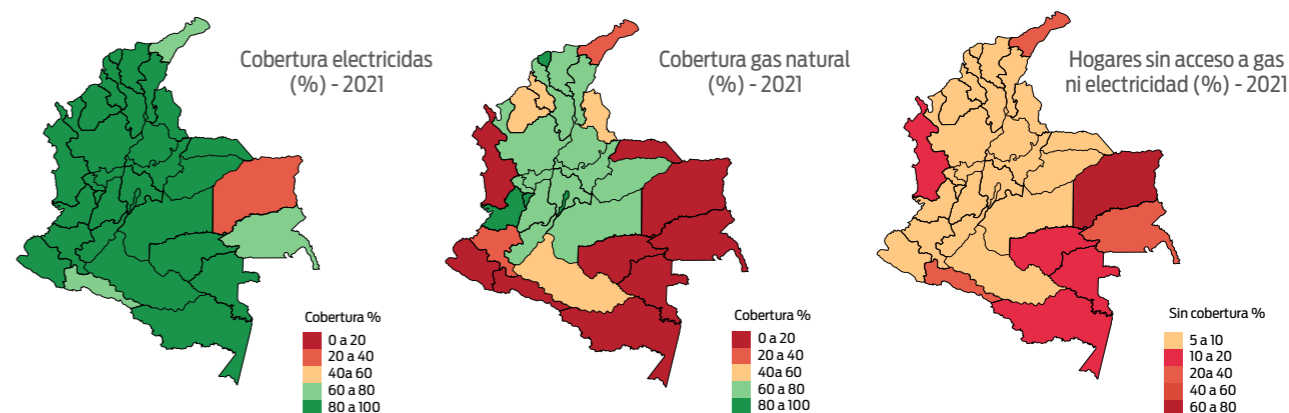 Cobertura electricidas
(%) - 2021
Cobertura %
0 a 20
20 a 40
40a 60
60 a 80
80 a 100
Cobertura gas natural
(%) - 2021
Cobertura %
0 a 20
20 a 40
40a 60
60 a 80
80 a 100
Hogares sin acceso a gas
ni electricidad (%) - 2021
Sin cobertura %
5 a 10
10 a 20
20a 40
40 a 60
60 a 80